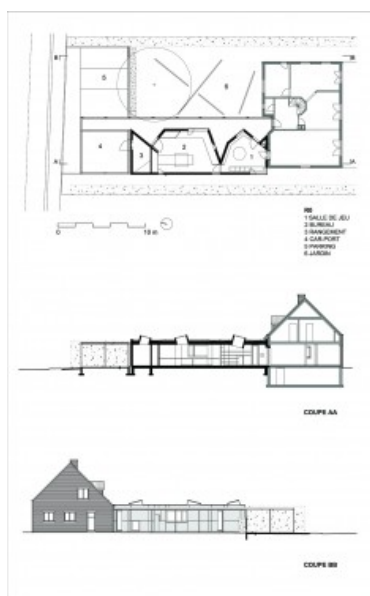 B
B
5
6
4
3
2
1
A
A
R0
1 SALLE DE JEU
2 BUREAU
3 RANGEMENT
4 CAR-PORT
5 PARKING
6 JARDIN
0
10 m
COUPE AA
COUPE BB